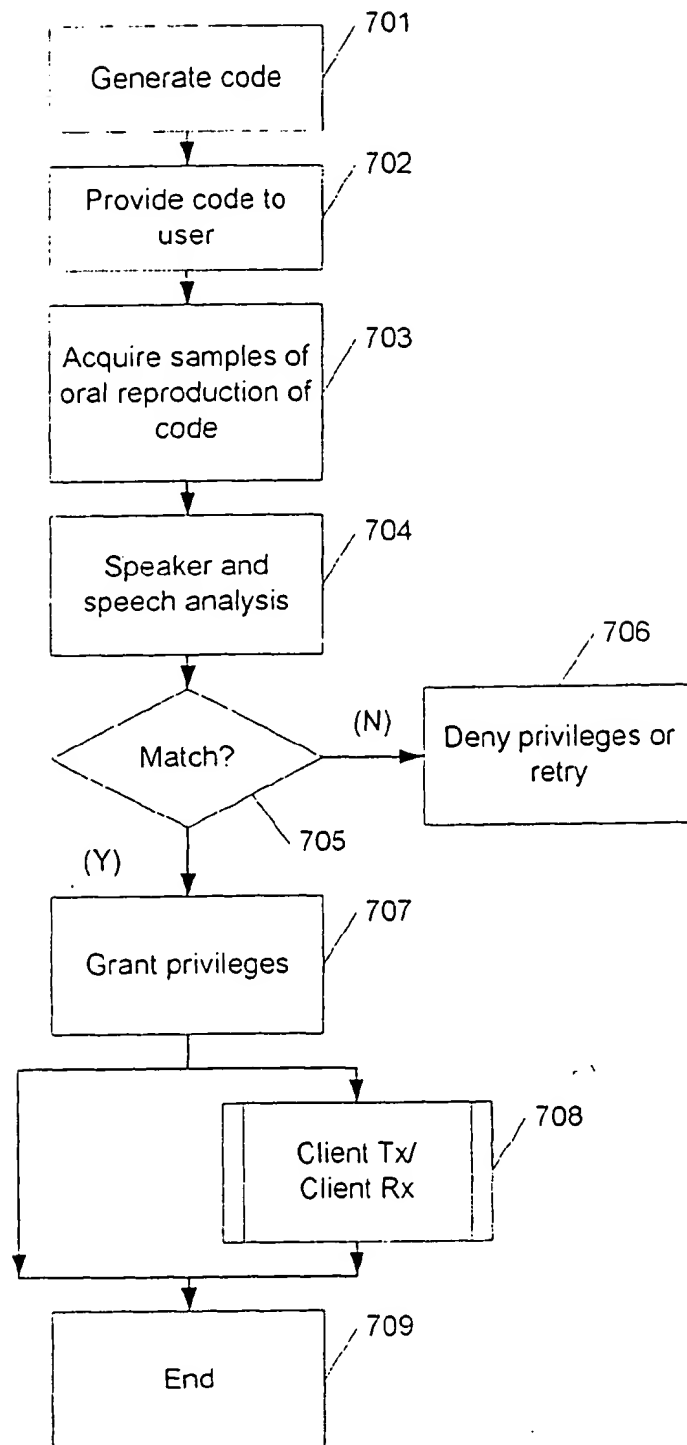 701
Generate code
702
Provide code to
user
703
Acquire samples of
oral reproduction of
code
704
Speaker and
speech analysis
706
(N)
Deny privileges or
retry
Match?
705
(Y)
707
Grant privileges
708
Client Tx/
Client Rx
709
End